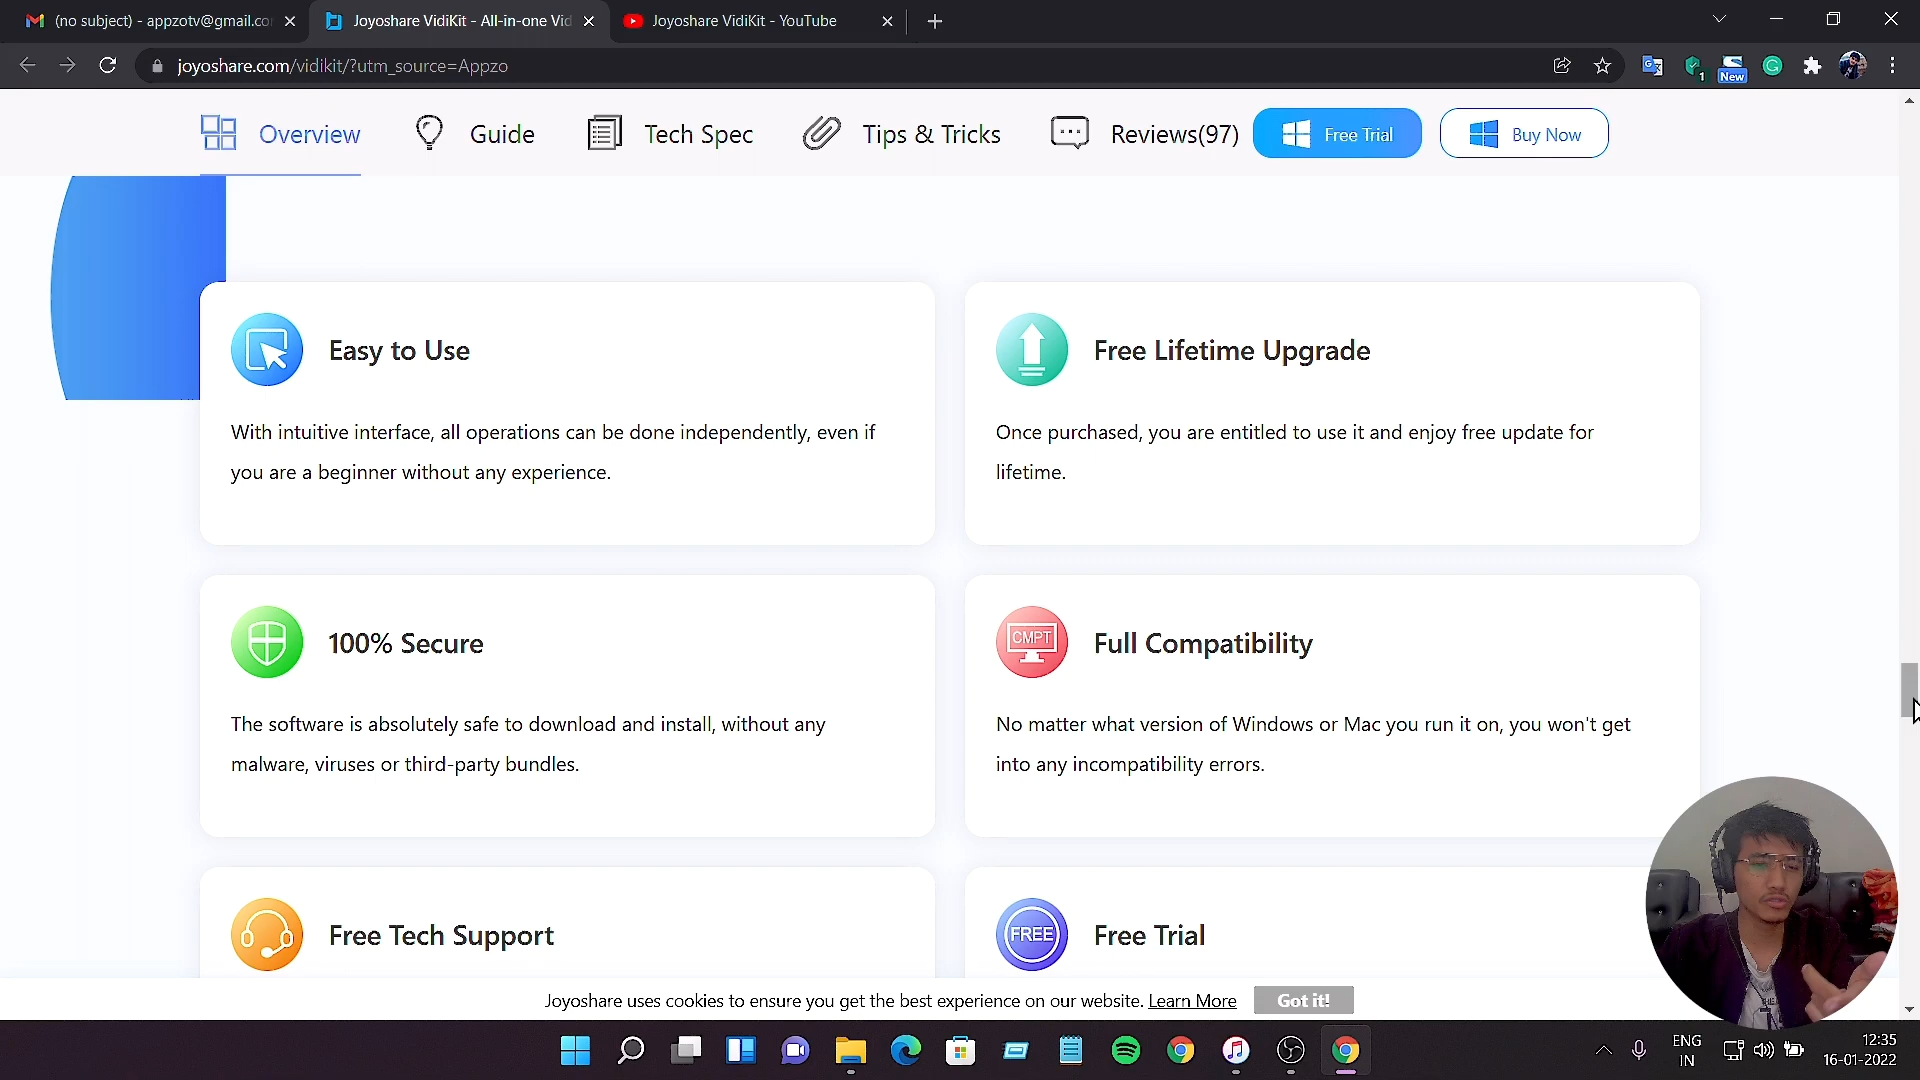 (no subject) - appzotv@gmail.co
Joyoshare VidiKit - All-in-one Vid
Joyoshare VidiKit - YouTube
joyoshare.com/vidikit/?utm_source=Appzo
1
New
Overview
Guide
Tech Spec
Tips & Tricks
Reviews(97)
Free Trial
Buy Now
Easy to Use
With intuitive interface, all operations can be done independently, even if
you are a beginner without any experience.
Free Lifetime Upgrade
Once purchased, you are entitled to use it and enjoy free update for
lifetime.
100% Secure
The software is absolutely safe to download and install, without any
malware, viruses or third-party bundles.
CMPT
Full Compatibility
No matter what version of Windows or Mac you run it on, you won't get
into any incompatibility errors.
Free Tech Support
FREE
Free Trial
Joyoshare uses cookies to ensure you get the best experience on our website. Learn More
Got it!
ENG
IN
12:35
16-01-2022